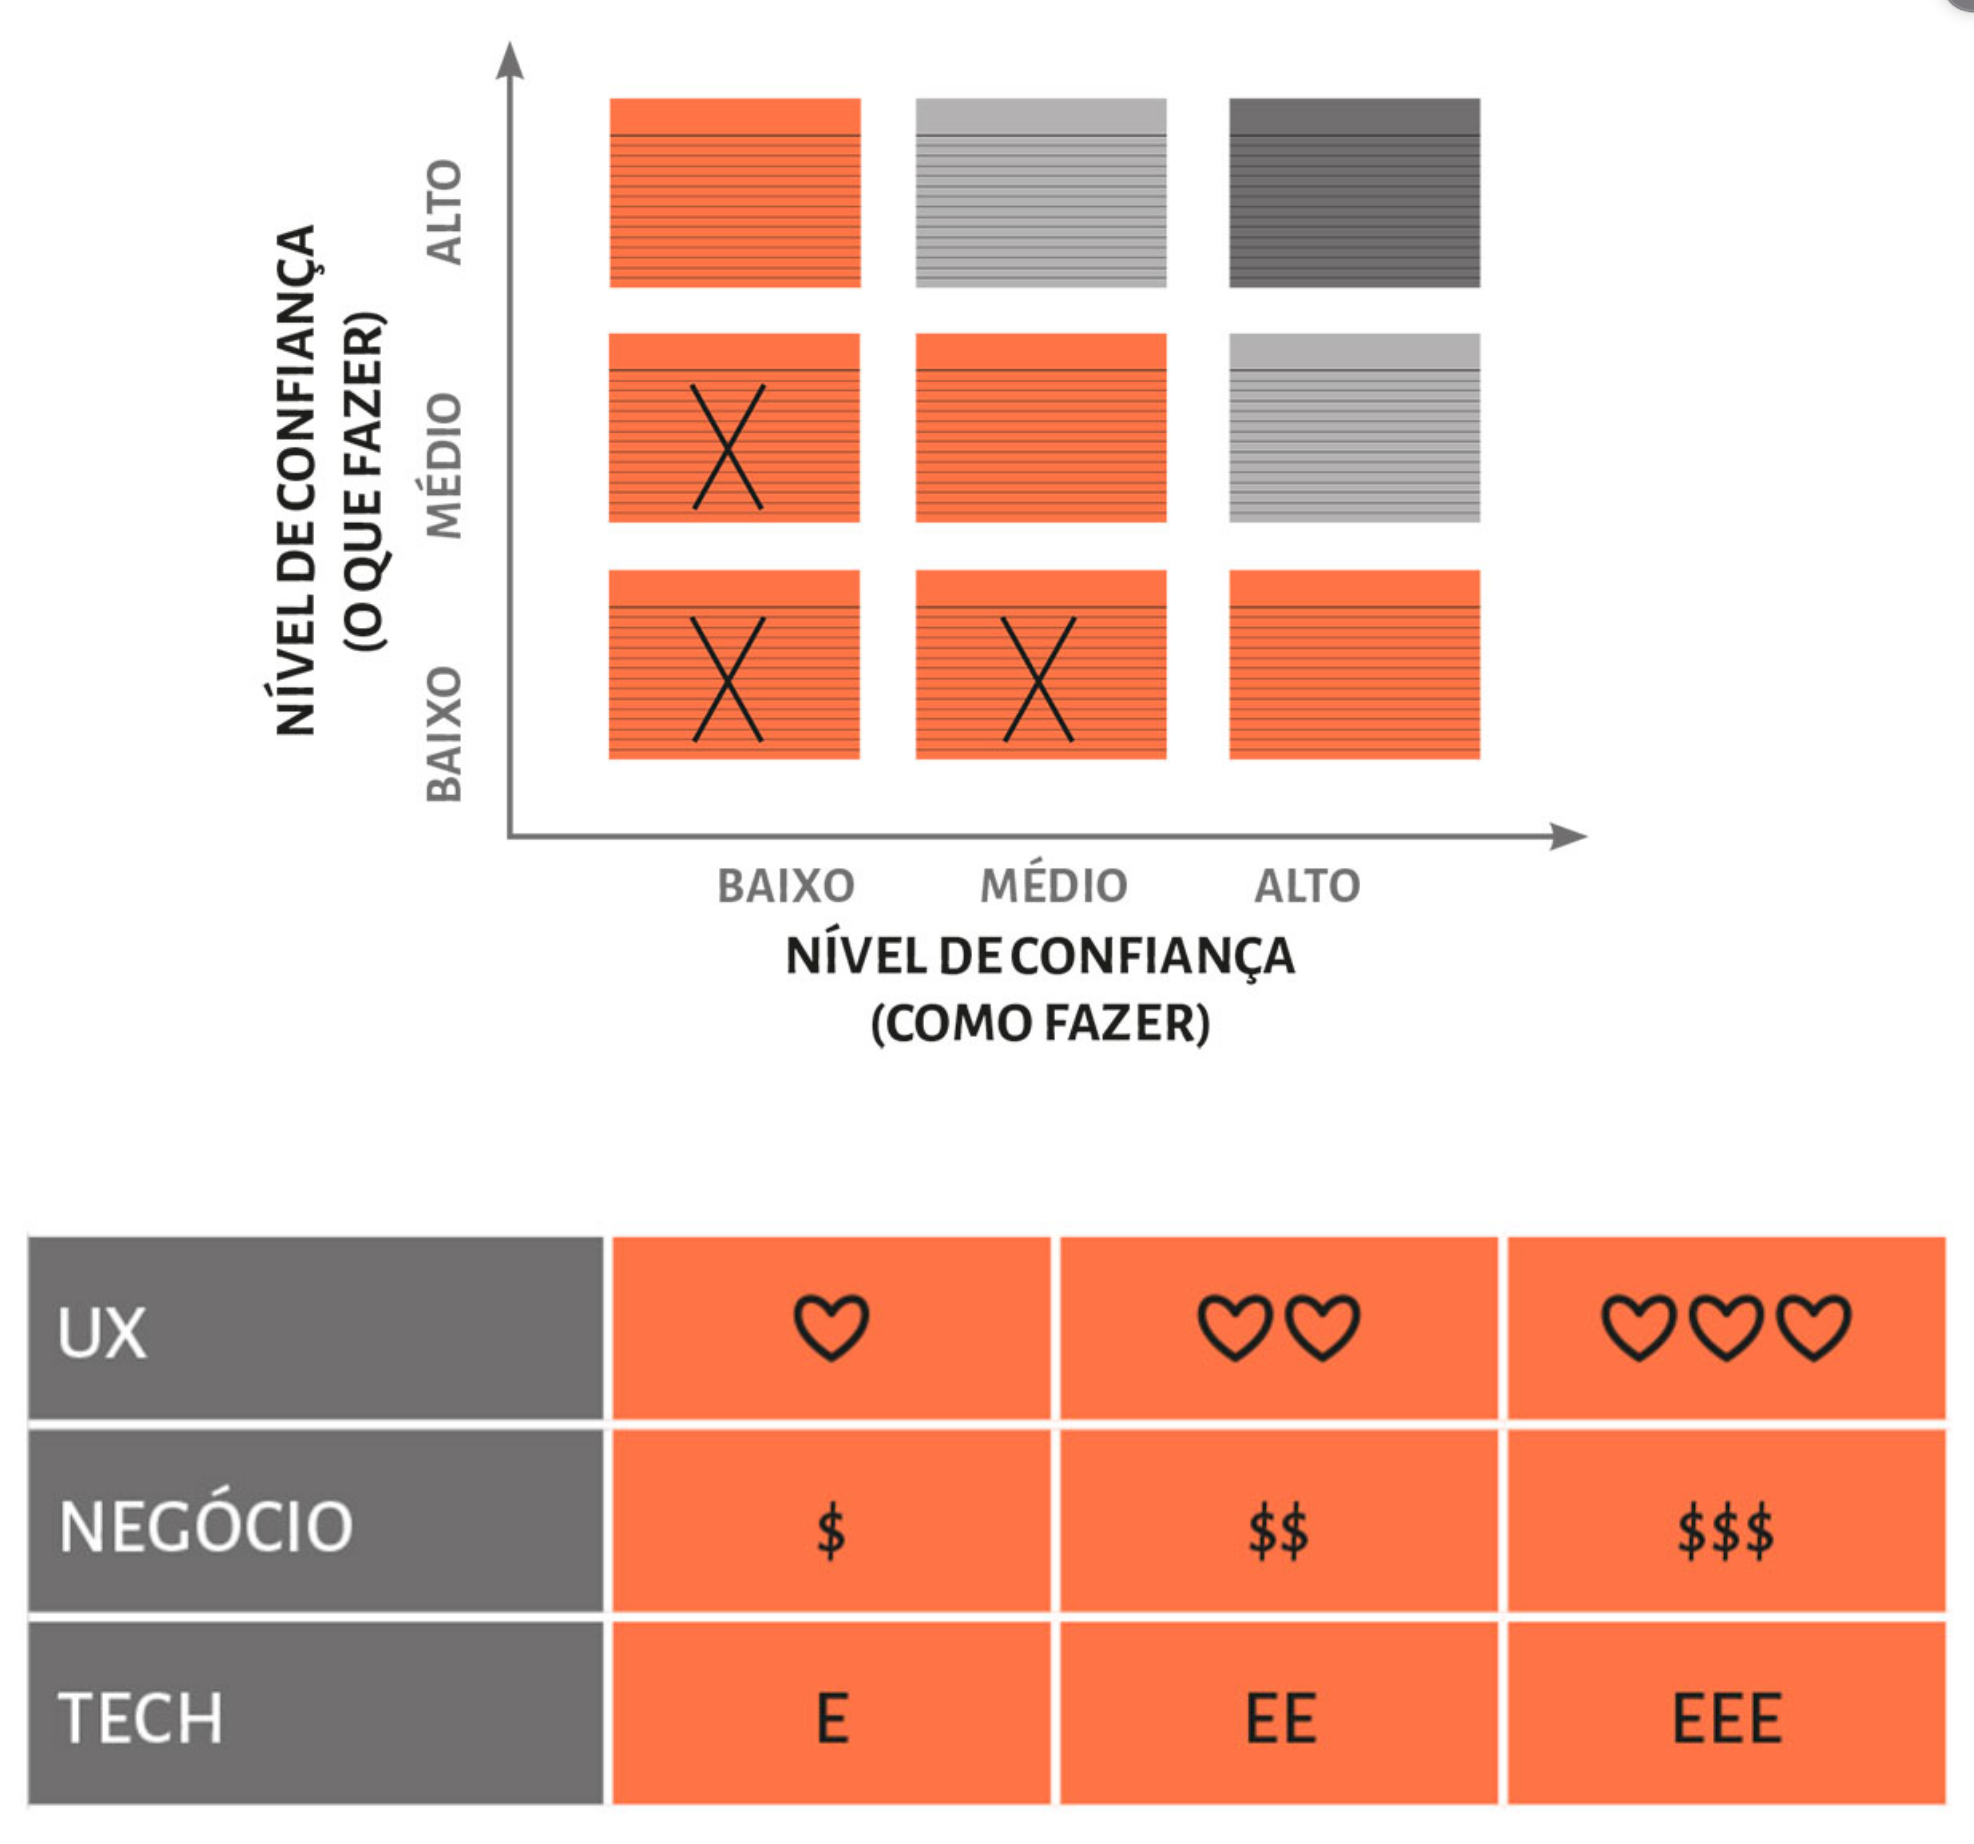 NÍVEL DE CONFIANÇA
(O QUE FAZER)
ALTO
MÉDIO
BAIXO
BAIXO MÉDIO ALTO
NÍVEL DE CONFIANÇA
(COMO FAZER)
UX
NEGÓCIO $ $$ $$$
TECH E EE EEE